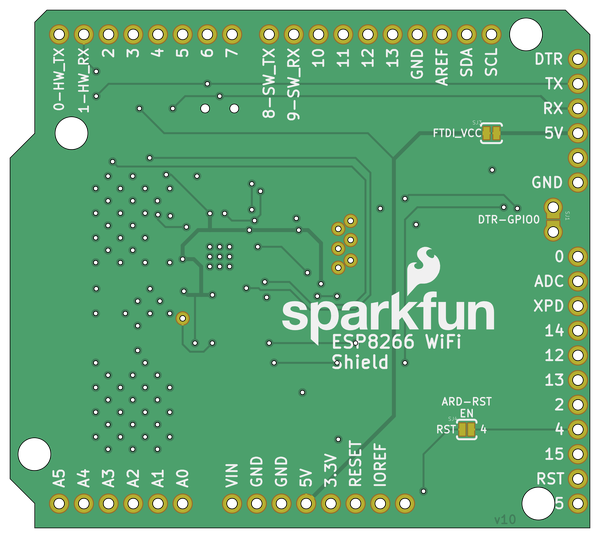 0-HW_TX
1-HW_RX
2
3
4
5
6
7
8-SW_TX
9-SW_RX
10
11
12
13
GND
AREF
SDA
SCL
DTR
TX
RX
5V
GND
FTDI_VCC
DTR-GPIO0
0
ADC
XPD
14
12
13
2
4
15
RST
5
sparkfun
ESP8266 WiFi
Shield
ARD-RST
EN
RST 4
A5
A4
A3
A2
A1
A0
VIN
GND
GND
5V
3.3V
RESET
IOREF
v10